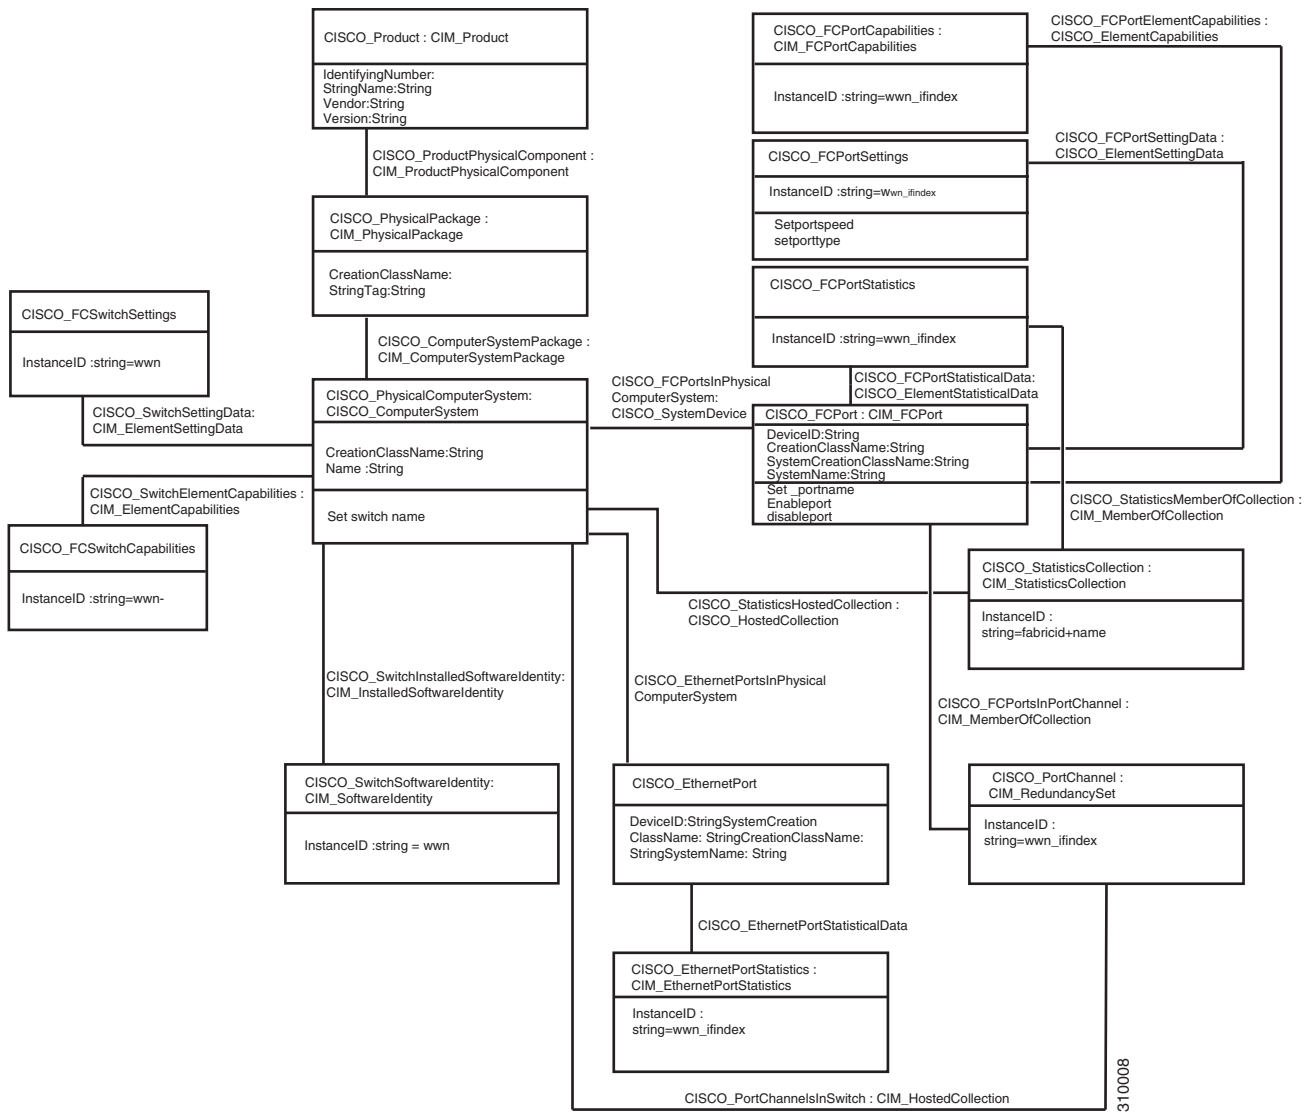 CISCO_Product : CIM_Product
IdentifyingNumber:
StringName:String
Vendor:String
Version:String
CISCO_ProductPhysicalComponent :
CIM_ProductPhysicalComponent
CISCO_PhysicalPackage :
CIM_PhysicalPackage
CreationClassName:
StringTag:String
CISCO_ComputerSystemPackage :
CIM_ComputerSystemPackage
CISCO_FCSwitchSettings
InstanceID :string=wwn
CISCO_SwitchSettingData:
CIM_ElementSettingData
CISCO_SwitchElementCapabilities :
CIM_ElementCapabilities
CISCO_FCSwitchCapabilities
InstanceID :string=wwn-
CISCO_PhysicalComputerSystem:
CISCO_ComputerSystem
CreationClassName:String
Name :String
Set switch name
CISCO_FCPortsInPhysical
ComputerSystem:
CISCO_SystemDevice
CISCO_FCPortCapabilities :
CIM_FCPortCapabilities
InstanceID :string=wwn_ifindex
CISCO_FCPortElementCapabilities :
CISCO_ElementCapabilities
CISCO_FCPortSettings
InstanceID :string=wwn_ifindex
Setportspeed
setporttype
CISCO_FCPortSettingData :
CISCO_ElementSettingData
CISCO_FCPortStatistics
InstanceID :string=wwn_ifindex
CISCO_FCPortStatisticalData:
CISCO_ElementStatisticalData
CISCO_FCPort : CIM_FCPort
DeviceID:String
CreationClassName:String
SystemCreationClassName:String
SystemName:String
Set _portname
Enableport
disableport
CISCO_StatisticsMemberOfCollection :
CIM_MemberOfCollection
CISCO_StatisticsCollection :
CIM_StatisticsCollection
InstanceID :
string=fabricid+name
CISCO_StatisticsHostedCollection :
CISCO_HostedCollection
CISCO_SwitchInstalledSoftwareIdentity:
CIM_InstalledSoftwareIdentity
CISCO_EthernetPortsInPhysical
ComputerSystem
CISCO_FCPortsInPortChannel :
CIM_MemberOfCollection
CISCO_SwitchSoftwareIdentity:
CIM_SoftwareIdentity
InstanceID :string = wwn
CISCO_EthernetPort
DeviceID:StringSystemCreation
ClassName: StringCreationClassName:
StringSystemName: String
CISCO_PortChannel :
CIM_RedundancySet
InstanceID :
string=wwn_ifindex
CISCO_EthernetPortStatisticalData
CISCO_EthernetPortStatistics :
CIM_EthernetPortStatistics
InstanceID :
string=wwn_ifindex
CISCO_PortChannelsInSwitch : CIM_HostedCollection
310008